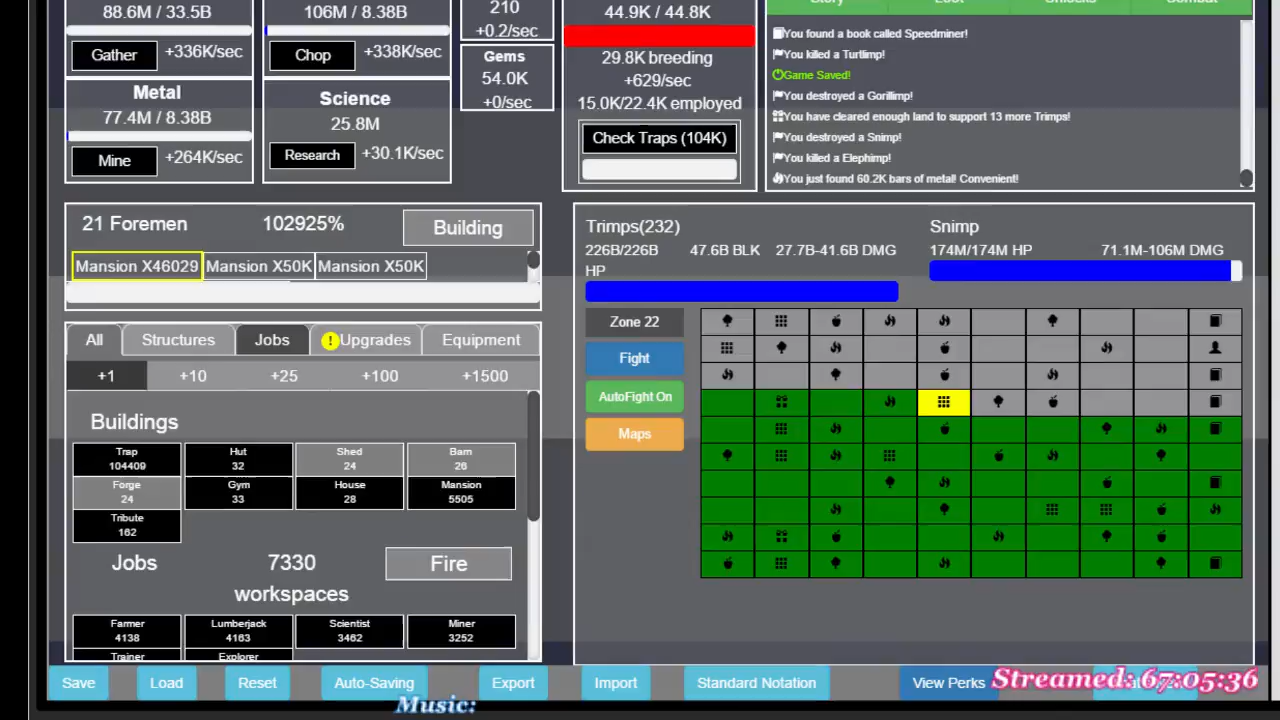 88.6M / 33.5B
Gather +336K/sec
106M / 8.38B
Chop +338K/sec
210
+0.2/sec
Gems
54.0K
+0/sec
Metal
77.4M / 8.38B
Mine +264K/sec
Science
25.8M
Research +30.1K/sec
44.9K / 44.8K
29.8K breeding
+629/sec
15.0K/22.4K employed
Check Traps (104K)
Story Loot Unlocks Combat
You found a book called Speedminer!
You killed a Turtlimp!
Game Saved!
You destroyed a Gorillimp!
You have cleared enough land to support 13 more Trimps!
You destroyed a Snimp!
You killed a Elephimp!
You just found 60.2K bars of metal! Convenient!
21 Foremen 102925% Building
Mansion X46029 Mansion X50K Mansion X50K
All Structures Jobs !Upgrades Equipment
+1 +10 +25 +100 +1500
Buildings
Trap
104409
Hut
32
Shed
24
Barn
26
Forge
24
Gym
33
House
28
Mansion
5505
Tribute
162
Jobs 7330 workspaces Fire
Farmer
4138
Lumberjack
4163
Scientist
3462
Miner
3252
Trainer
Explorer
Trimps(232)
226B/226B HP
47.6B BLK 27.7B-41.6B DMG
Snimp
174M/174M HP 71.1M-106M DMG
Zone 22
Fight
AutoFight On
Maps
Save Load Reset Auto-Saving Export Import Standard Notation View Perks
Streamed: 67:05:36
Music: